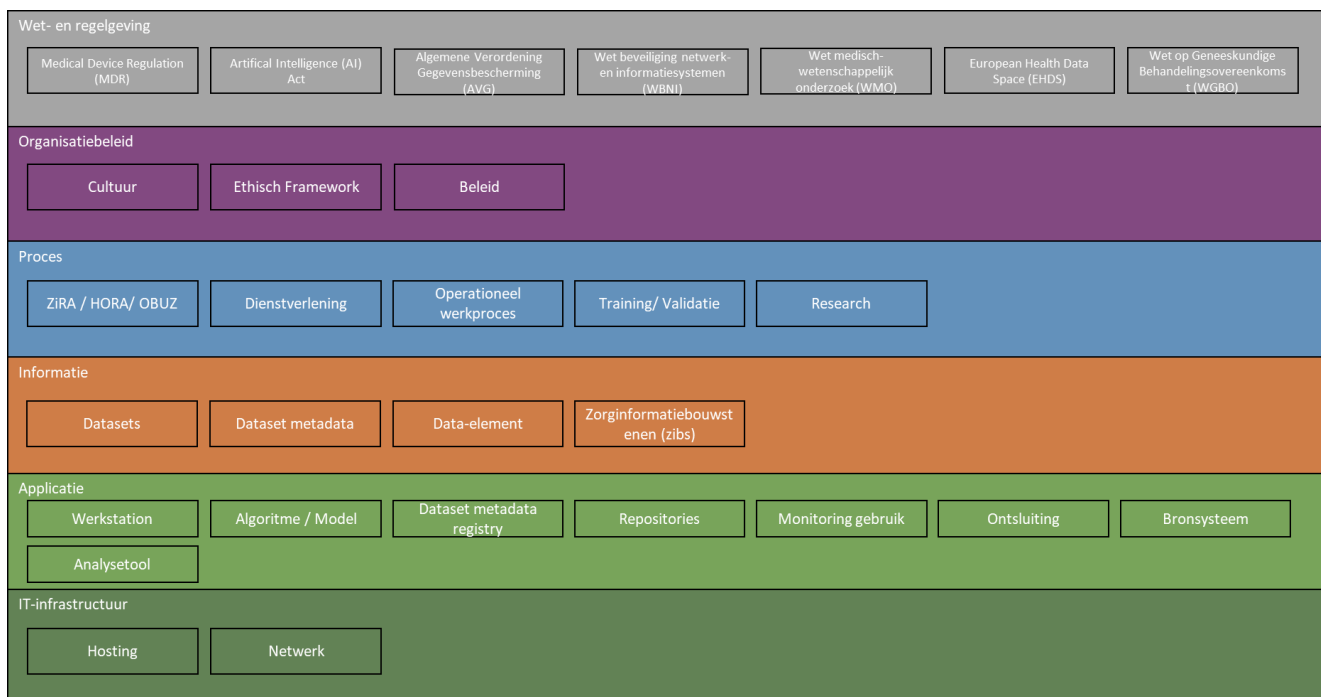 Wet- en regelgeving
Medical Device Regulation
(MDR)
Artifical Intelligence (AI)
Act
Algemene Verordening
Gegevensbescherming
(AVG)
Wet beveiliging netwerk-
en informatiesystemen
(WBNI)
Wet medisch-
wetenschappelijk
onderzoek (WMO)
European Health Data
Space (EHDS)
Wet op Geneeskundige
Behandelingsovereenkoms
t (WGBO)
Organisatiebeleid
Cultuur
Ethisch Framework
Beleid
Proces
ZiRA / HORA/ OBUZ
Dienstverlening
Operationeel
werkproces
Training/ Validatie
Research
Informatie
Datasets
Dataset metadata
Data-element
Zorginformatiebouwst
enen (zibs)
Applicatie
Werkstation
Algoritme / Model
Dataset metadata
registry
Repositories
Monitoring gebruik
Ontsluiting
Bronsysteem
Analysetool
IT-infrastructuur
Hosting
Netwerk